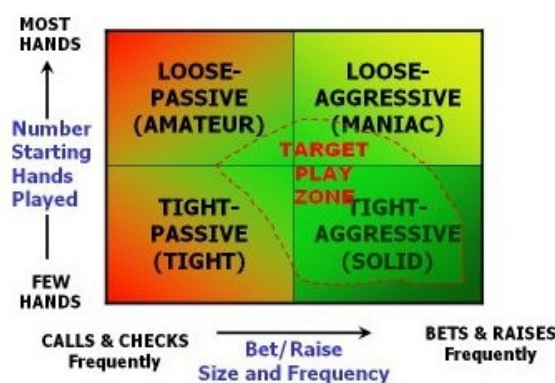 MOST
HANDS
Number
Starting
Hands
Played
FEW
HANDS
LOOSE-
PASSIVE
(AMATEUR)
LOOSE-
AGGRESSIVE
(MANIAC)
TARGET
PLAY
ZONE
TIGHT-
PASSIVE
(TIGHT)
TIGHT-
AGGRESSIVE
(SOLID)
CALLS & CHECKS
Frequently
Bet/Raise
Size and Frequency
BETS & RAISES
Frequently